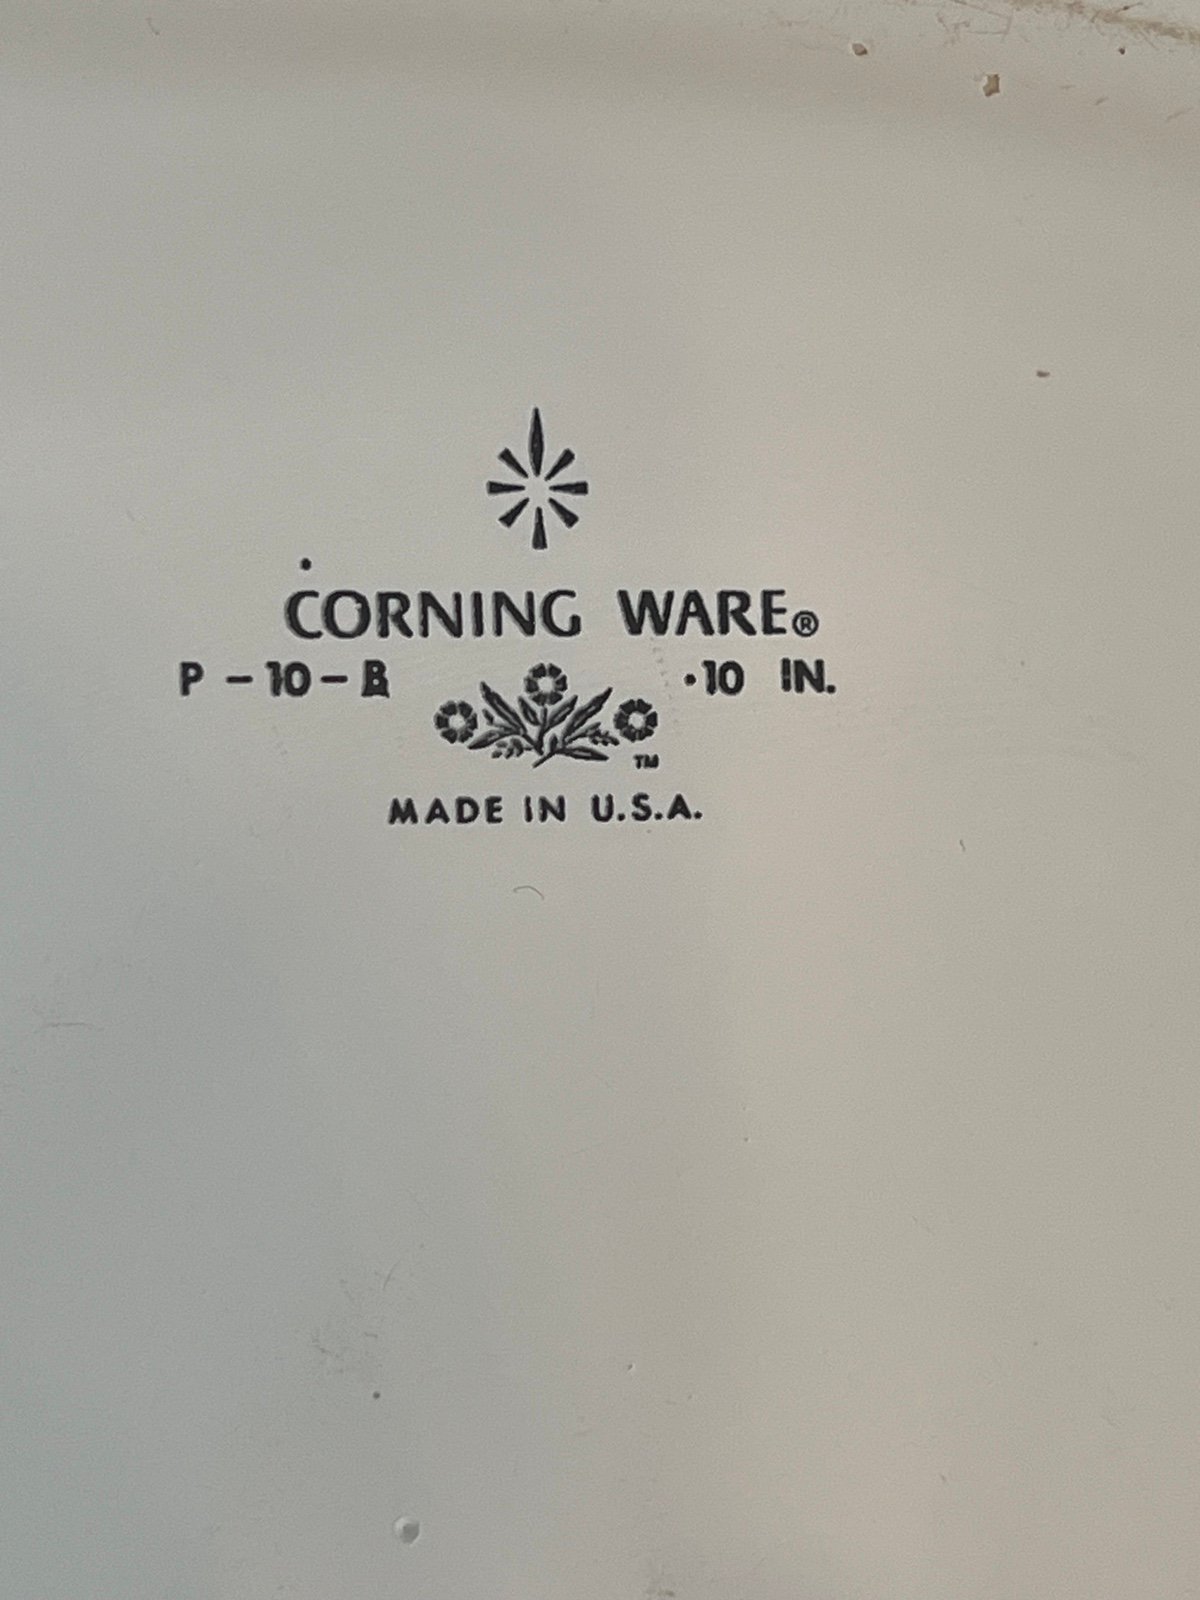 CORNING WARE®
P - 10 - B · 10 IN.
TM
MADE IN U.S.A.